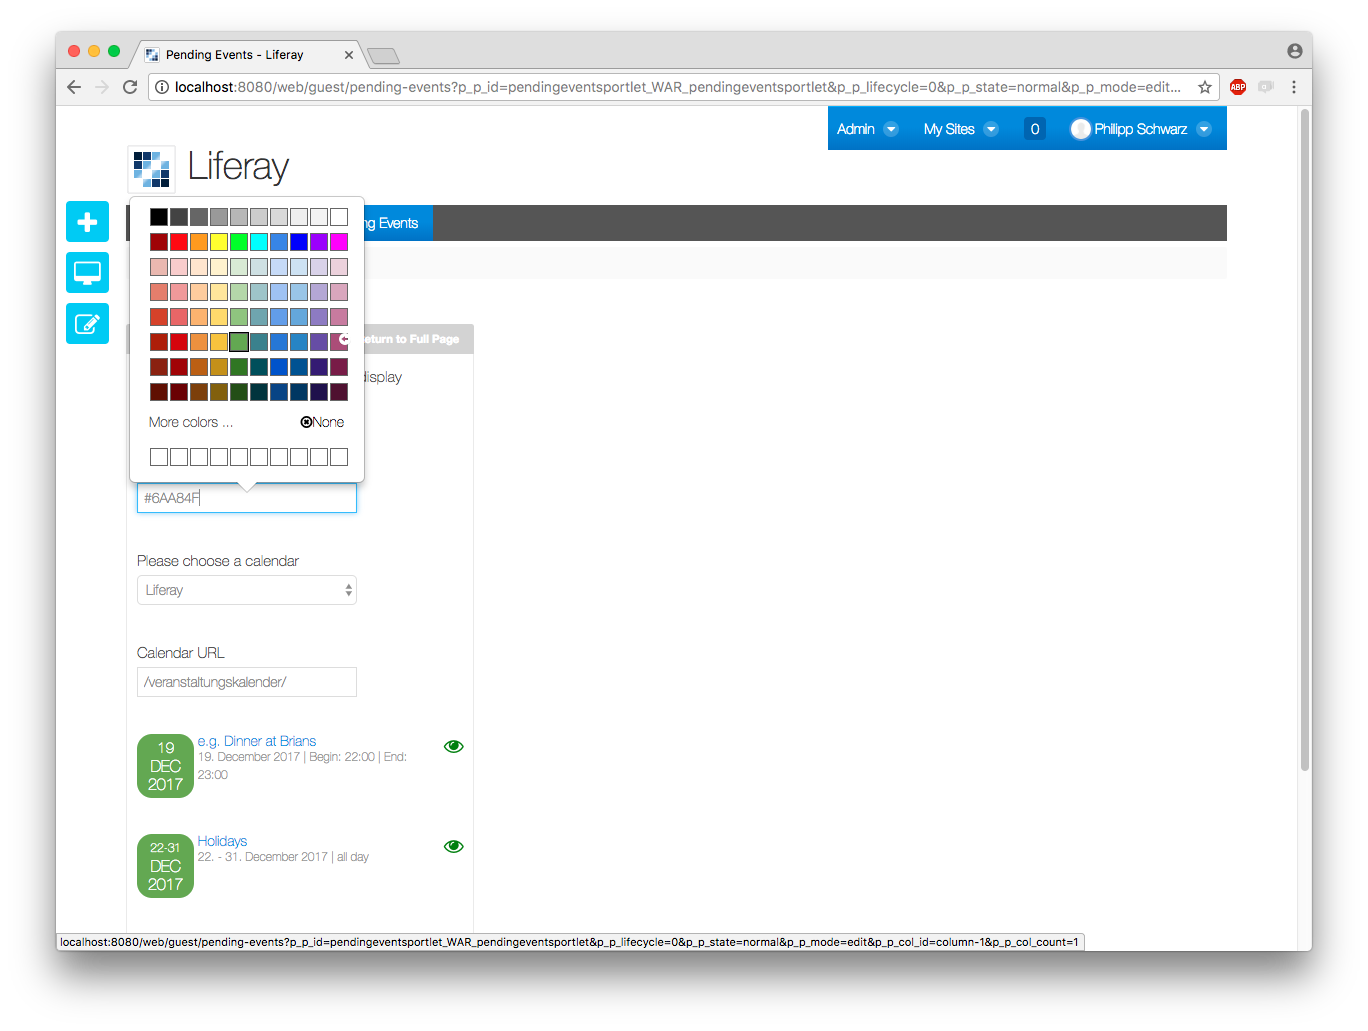 Pending Events - Liferay
localhost:8080/web/guest/pending-events?p_p_id=pendingeventsportlet_WAR_pendingeventsportlet&p_p_lifecycle=0&p_p_state=normal&p_p_mode=edit...
ABP
Admin
My Sites
0
Philipp Schwarz
Liferay
ng Events
eturn to Full Page
display
More colors ...
None
#6AA84F
Please choose a calendar
Liferay
Calendar URL
/veranstaltungskalender/
19
DEC
2017
e.g. Dinner at Brians
19. December 2017 | Begin: 22:00 | End:
23:00
22-31
DEC
2017
Holidays
22. - 31. December 2017 | all day
localhost:8080/web/guest/pending-events?p_p_id=pendingeventsportlet_WAR_pendingeventsportlet&p_p_lifecycle=0&p_p_state=normal&p_p_mode=edit&p_p_col_id=column-1&p_p_col_count=1